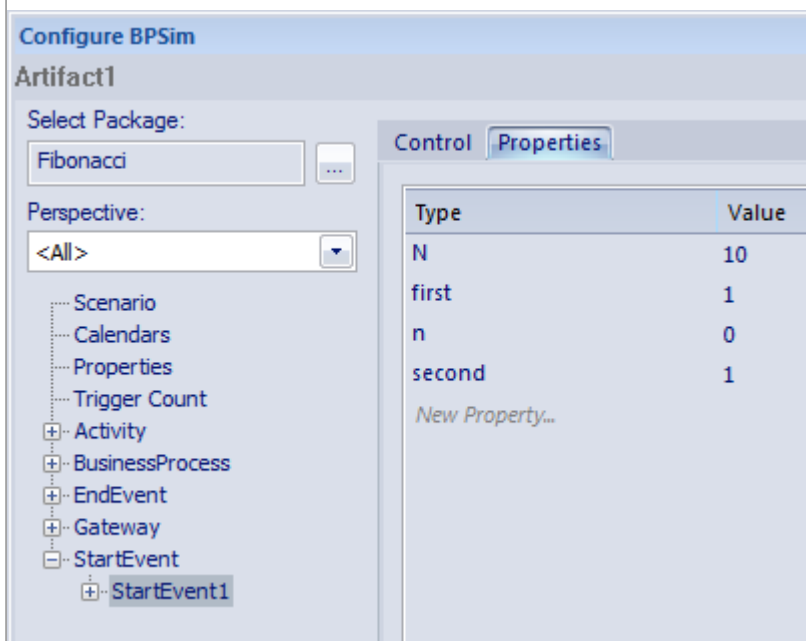 Configure BPSim
Artifact1
Select Package:
Fibonacci
...
Perspective:
<All>
Scenario
Calendars
Properties
Trigger Count
Activity
BusinessProcess
EndEvent
Gateway
StartEvent
StartEvent1
Control Properties
Type Value
N 10
first 1
n 0
second 1
New Property...